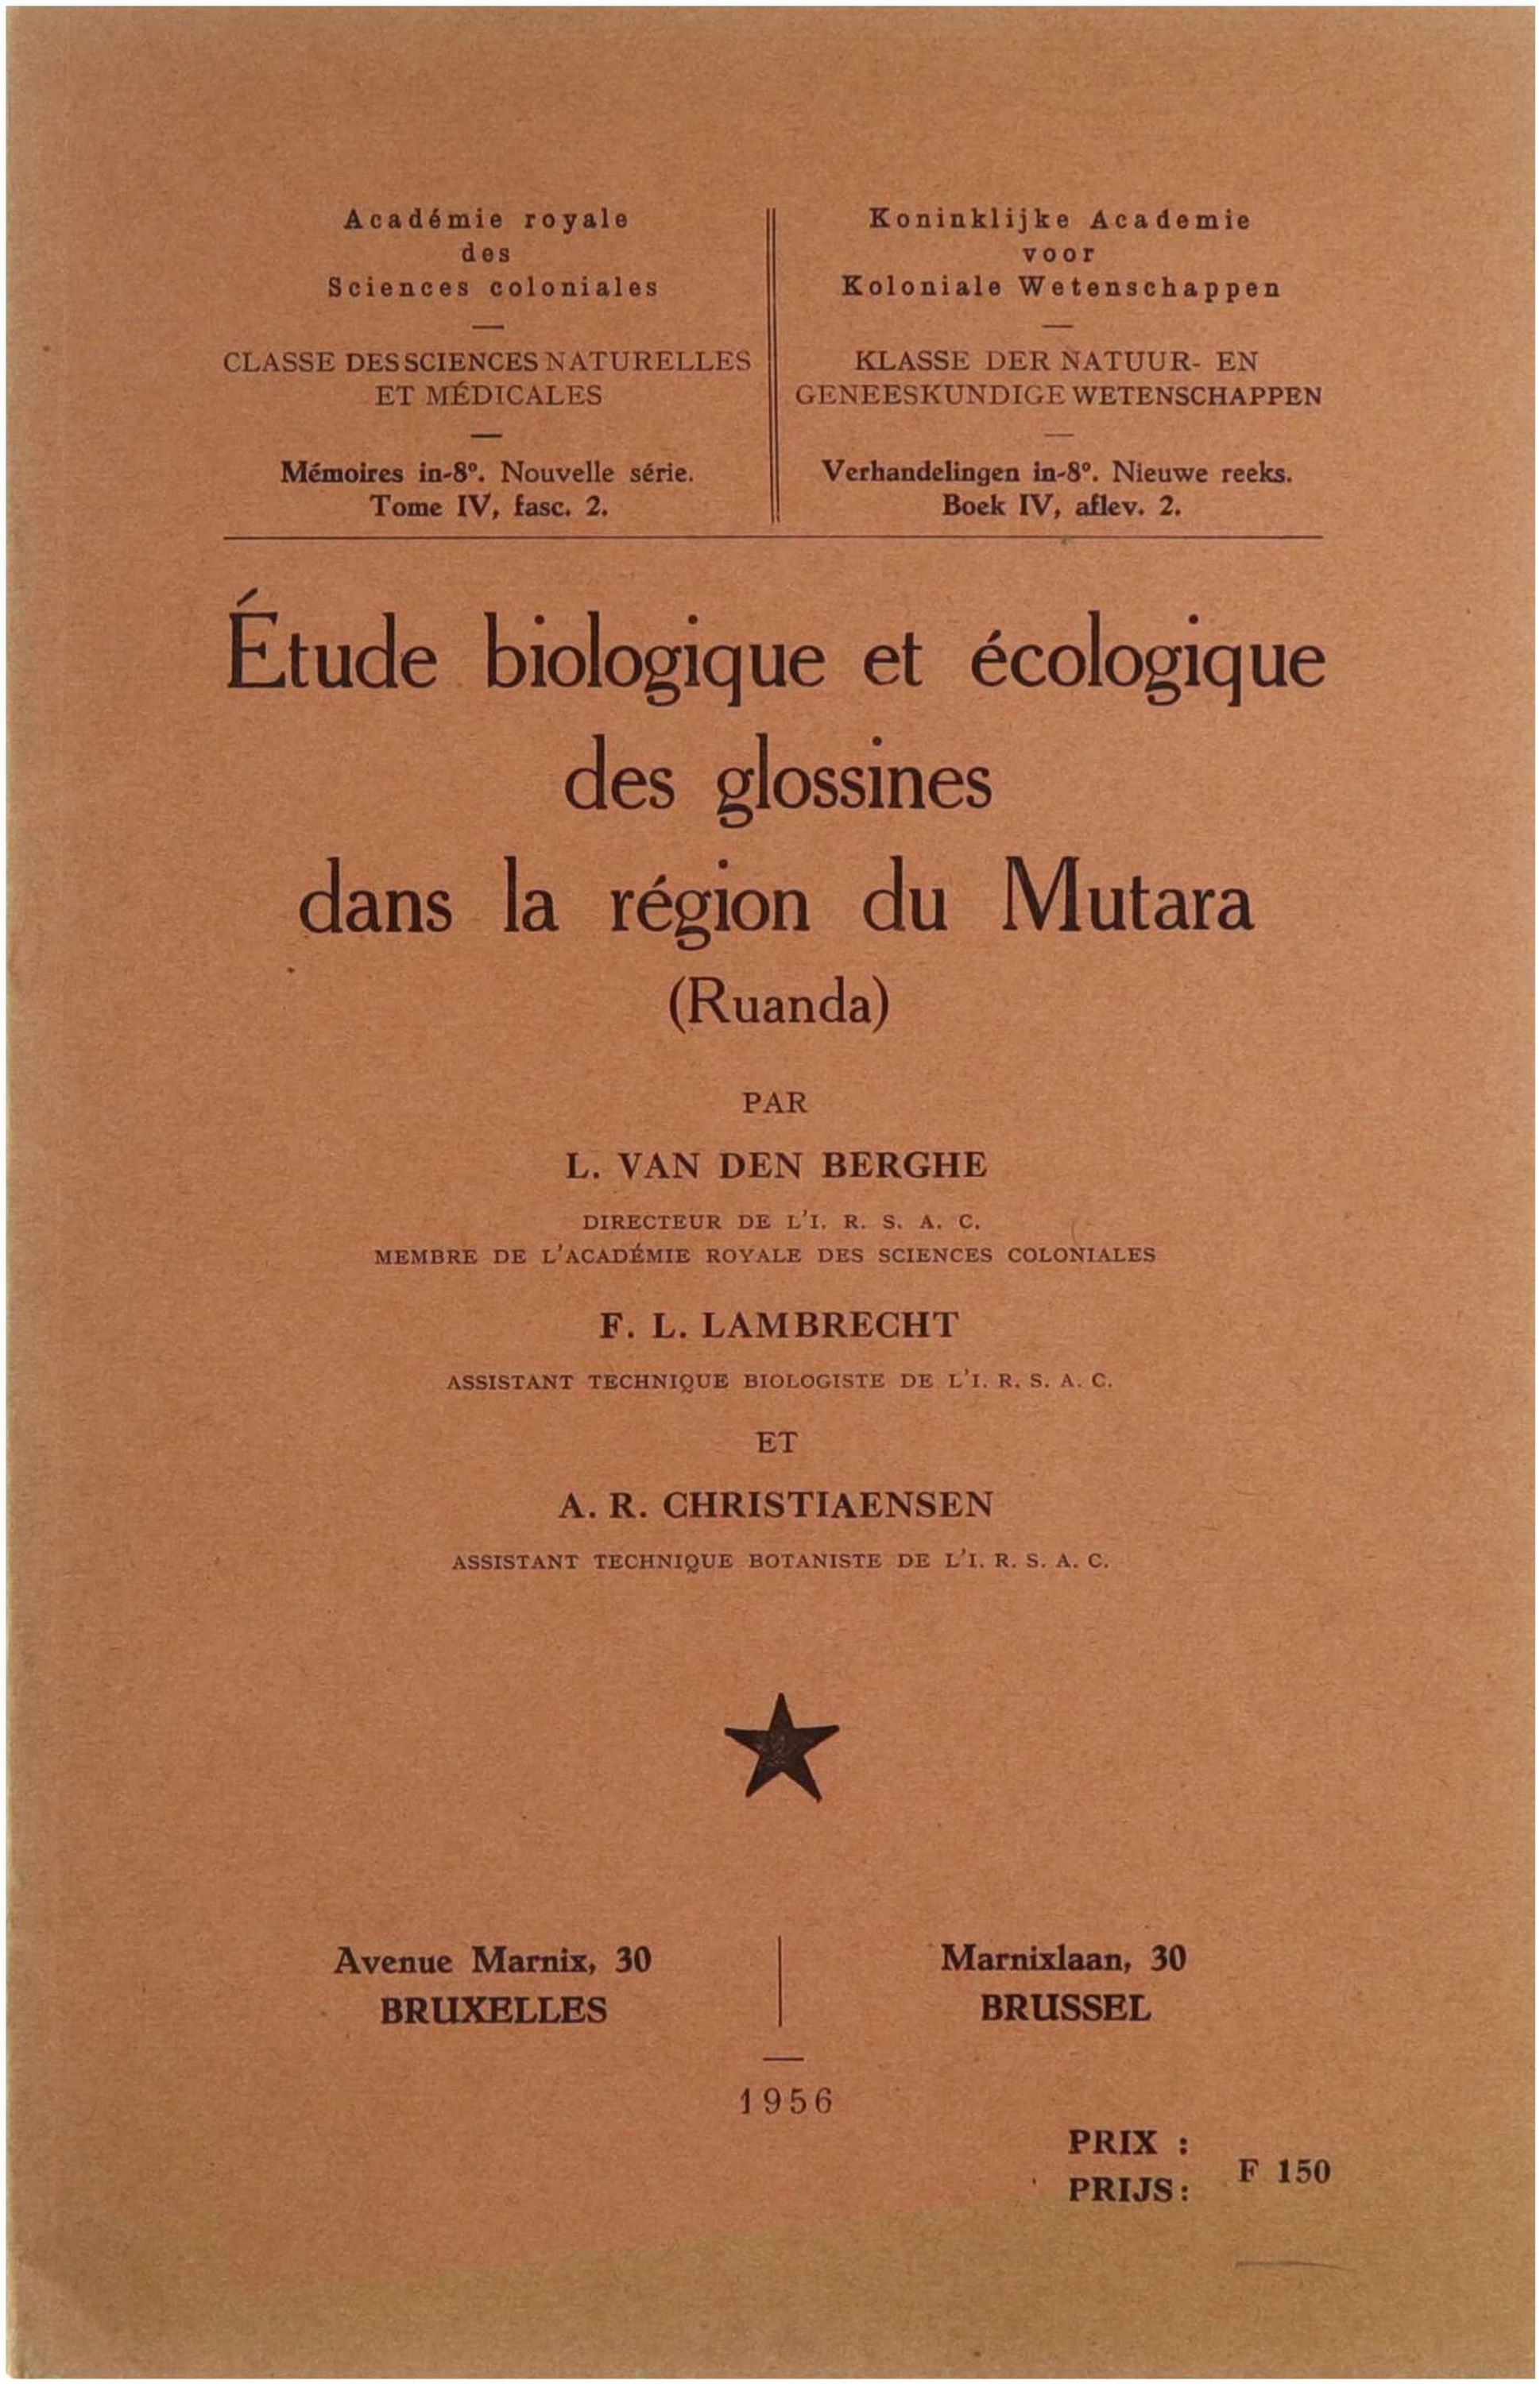 Académie royale
des
Sciences coloniales
CLASSE DES SCIENCES NATURELLES
ET MÉDICALES
Mémoires in-8º. Nouvelle série.
Tome IV, fasc. 2.
Koninklijke Academie
voor
Koloniale Wetenschappen
KLASSE DER NATUUR- EN
GENEESKUNDIGE WETENSCHAPPEN
Verhandelingen in-8º. Nieuwe reeks.
Boek IV, aflev. 2.
Étude biologique et écologique
des glossines
dans la région du Mutara
(Ruanda)
PAR
L. VAN DEN BERGHE
DIRECTEUR DE L'I. R. S. A. C.
MEMBRE DE L'ACADÉMIE ROYALE DES SCIENCES COLONIALES
F. L. LAMBRECHT
ASSISTANT TECHNIQUE BIOLOGISTE DE L'I. R. S. A. C.
ET
A. R. CHRISTIAENSEN
ASSISTANT TECHNIQUE BOTANISTE DE L'I. R. S. A. C.
Avenue Marnix, 30
BRUXELLES
Marnixlaan, 30
BRUSSEL
1956
PRIX :
PRIJS :
F 150